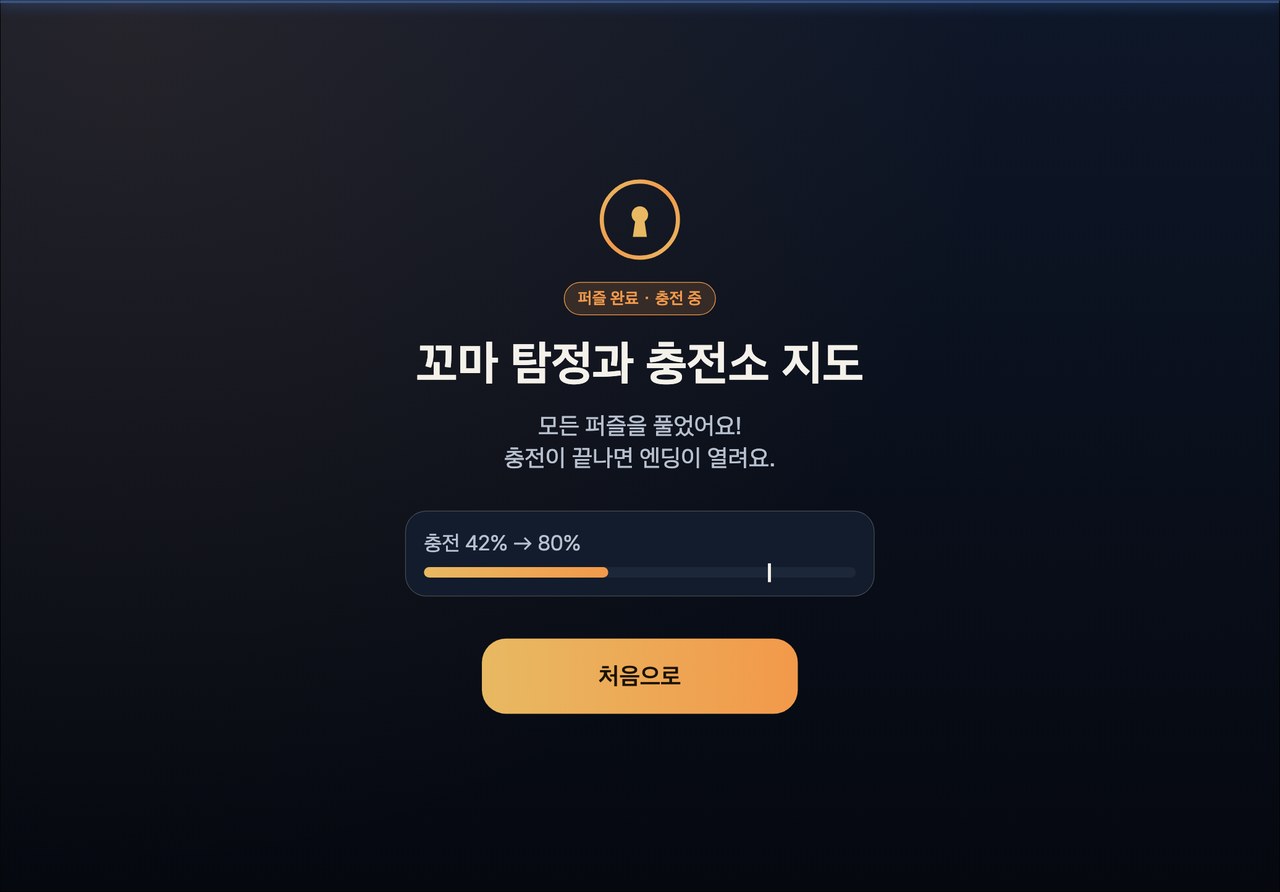 퍼즐 완료 · 충전 중
꼬마 탐정과 충전소 지도
모든 퍼즐을 풀었어요!
충전이 끝나면 엔딩이 열려요.
충전 42% → 80%
처음으로